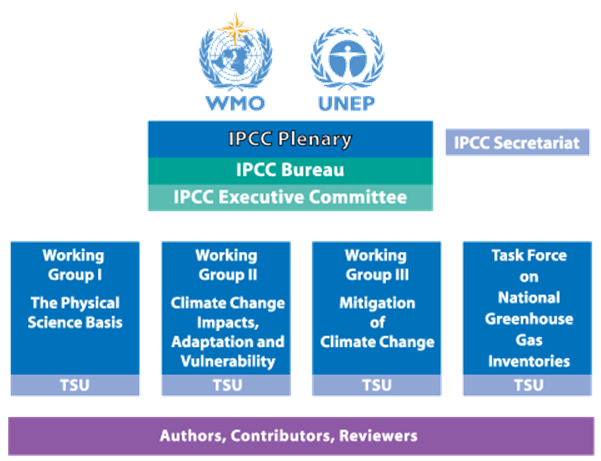 WMO
UNEP
IPCC Plenary
IPCC Secretariat
IPCC Bureau
IPCC Executive Committee
Working
Group I
The Physical
Science Basis
TSU
Working
Group II
Climate Change
Impacts,
Adaptation and
Vulnerability
TSU
Working
Group III
Mitigation
of
Climate Change
TSU
Task Force
on
National
Greenhouse
Gas
Inventories
TSU
Authors, Contributors, Reviewers